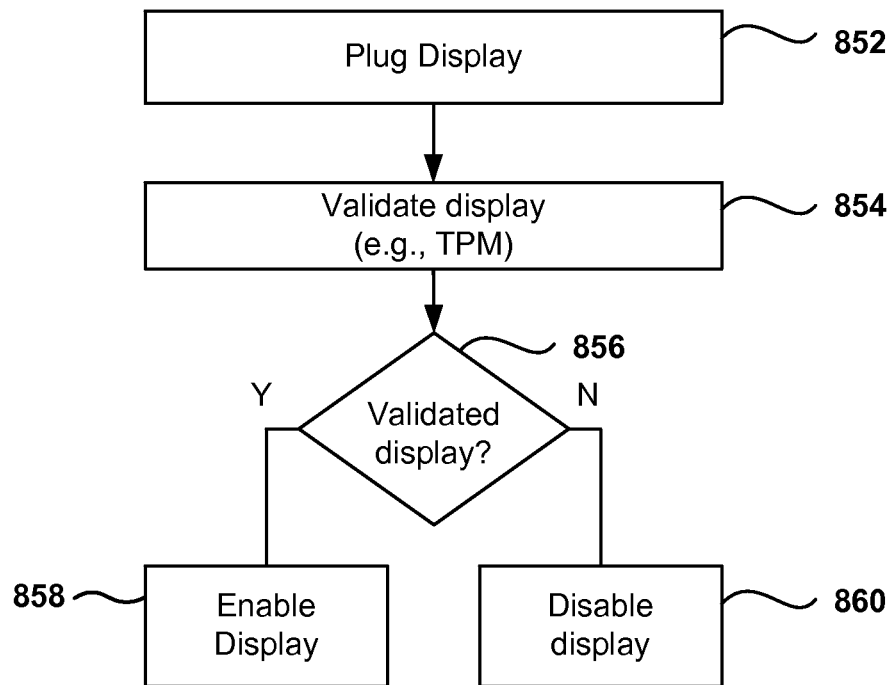 Plug Display
852
Validate display
(e.g., TPM)
854
856
Y
N
Validated
display?
858
Enable
Display
Disable
display
860